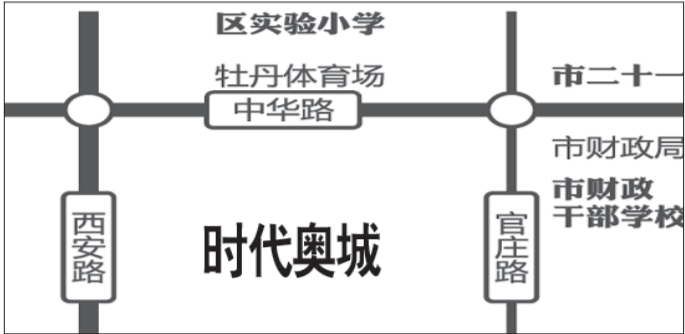 区实验小学
牡丹体育场
市二十一
中华路
市财政局
市财政
干部学校
西安路
时代奥城
官庄路